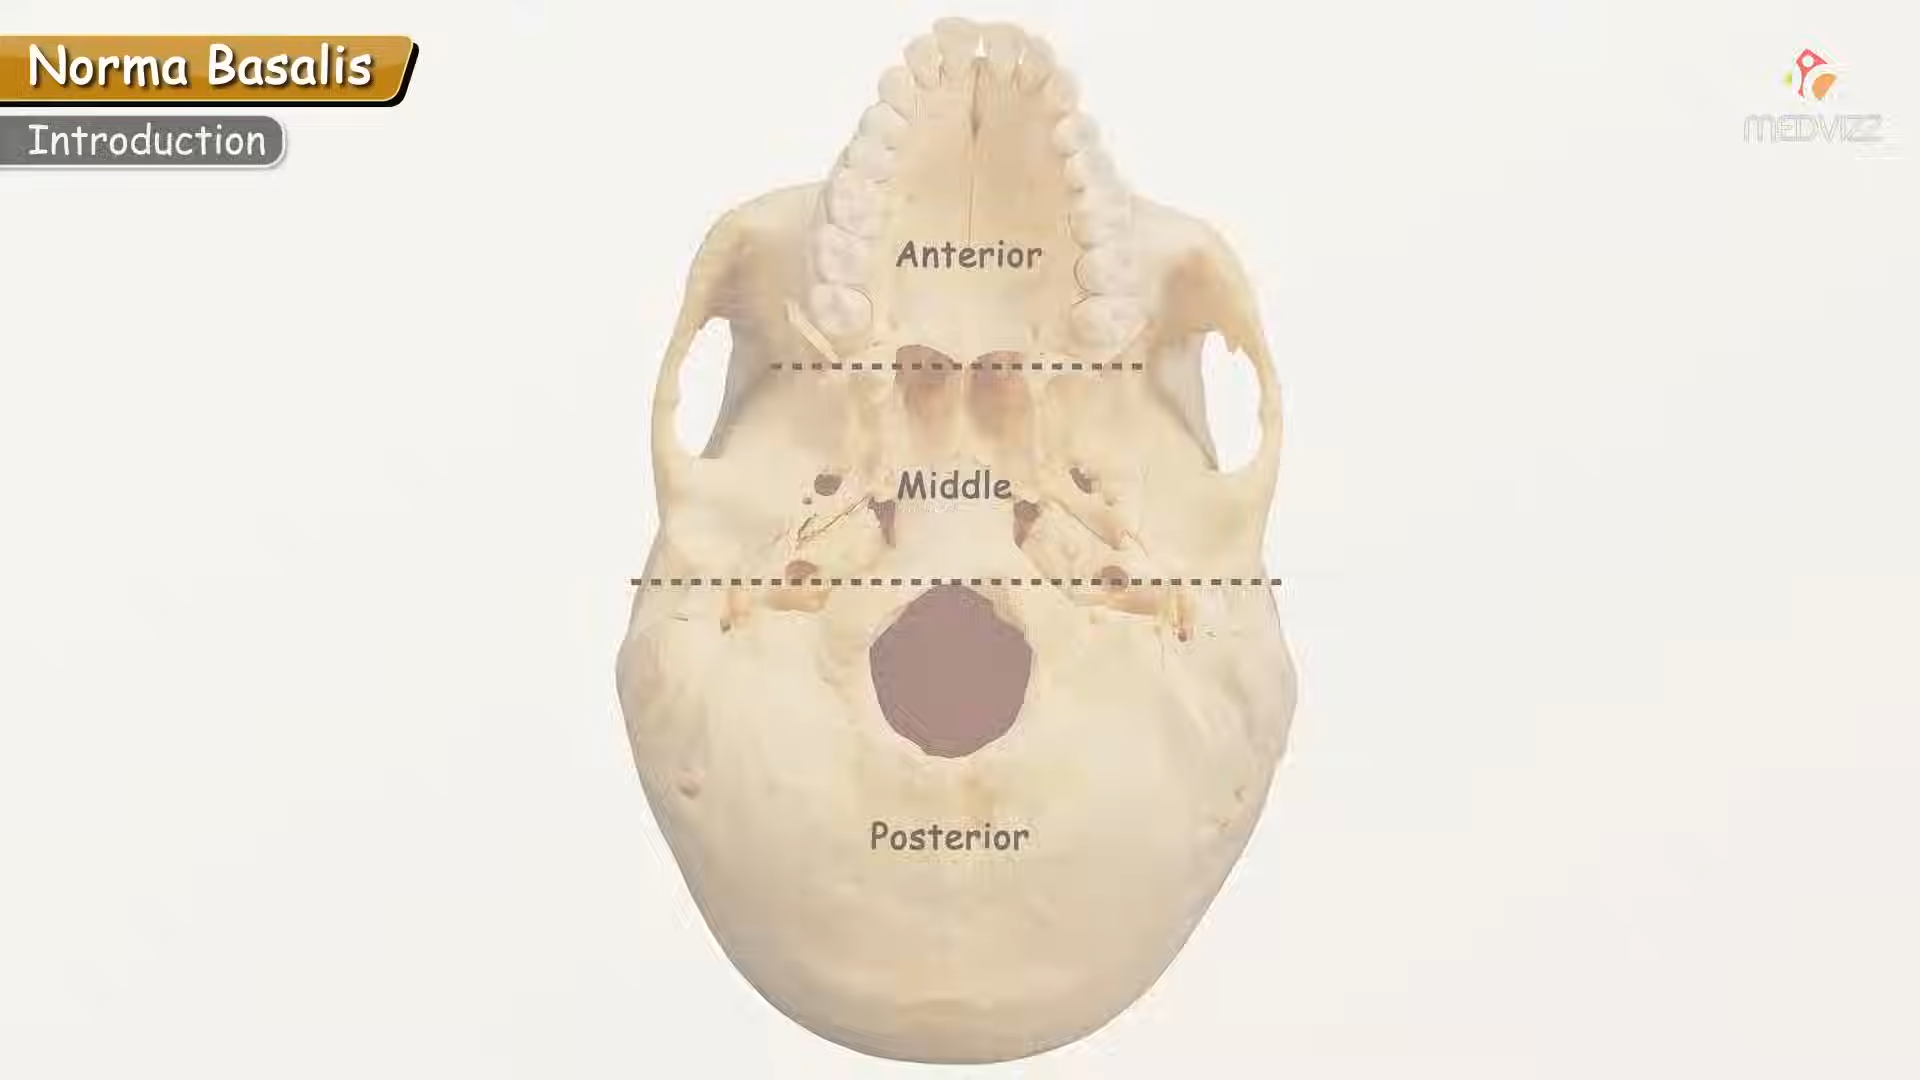 Norma Basalis
Introduction
MEDVIZZ
Anterior
Middle
Posterior